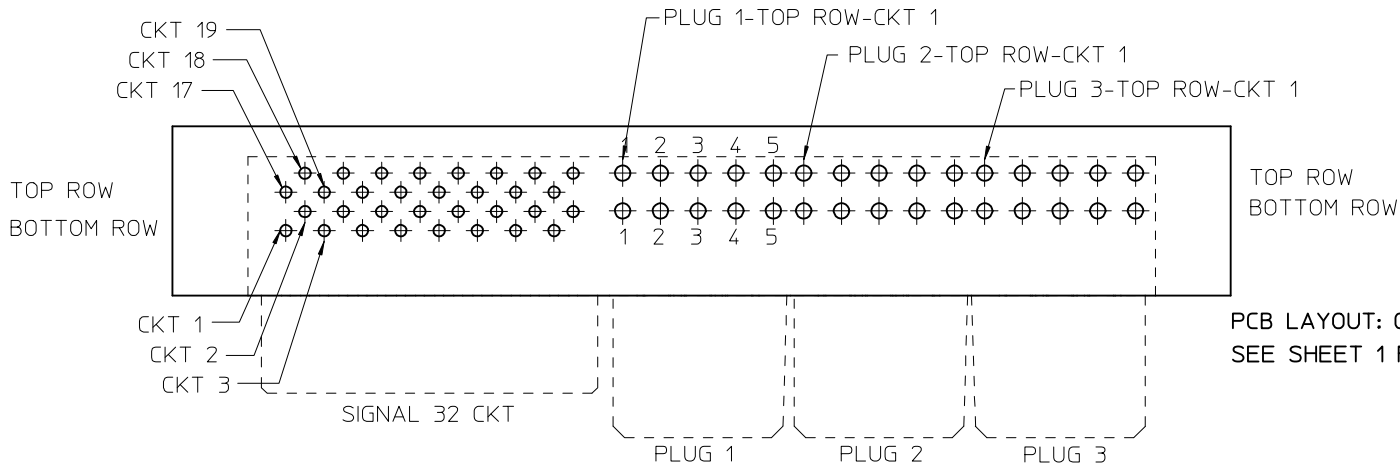 CKT 19
CKT 18
CKT 17
PLUG 1-TOP ROW-CKT 1
PLUG 2-TOP ROW-CKT 1
PLUG 3-TOP ROW-CKT 1
1 2 3 4 5
TOP ROW
BOTTOM ROW
TOP ROW
BOTTOM ROW
1 2 3 4 5
CKT 1
CKT 2
CKT 3
PCB LAYOUT:
SEE SHEET 1
SIGNAL 32 CKT
PLUG 1
PLUG 2
PLUG 3